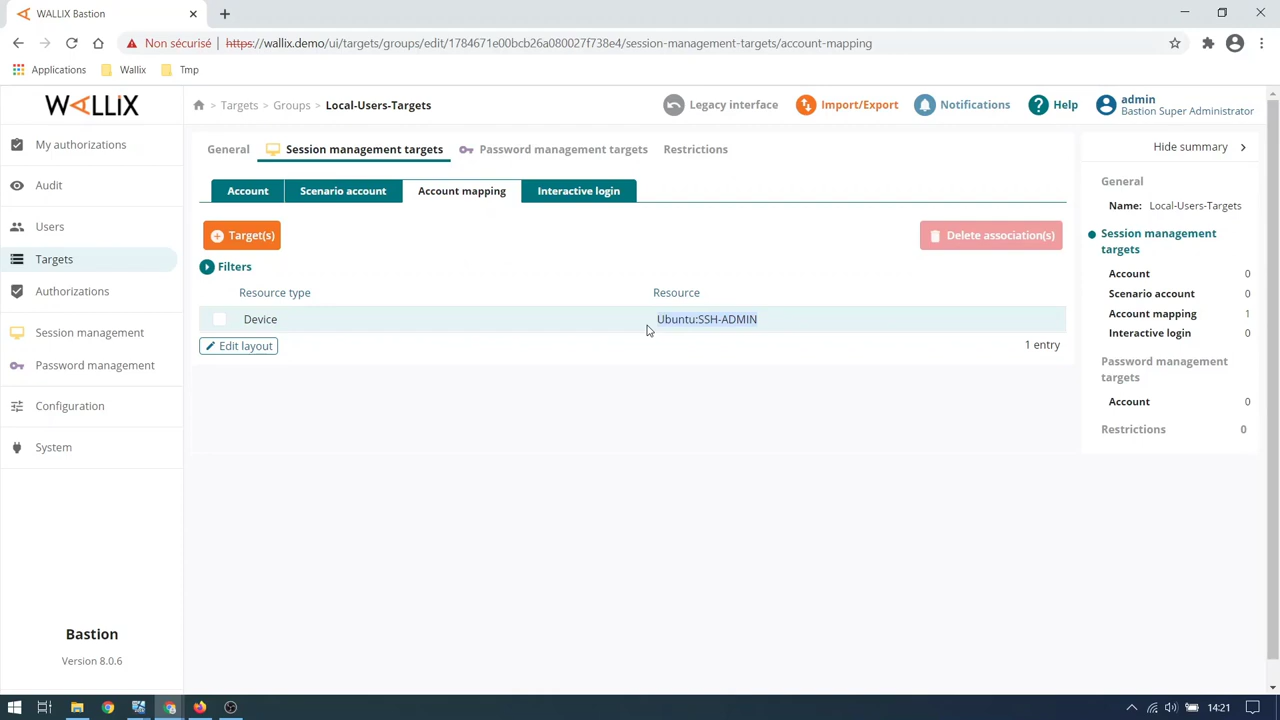 WALLIX Bastion
Non sécurisé
https://wallix.demo/ui/targets/groups/edit/1784671e00bcb26a080027f738e4/session-management-targets/account-mapping
Applications
Wallix
Tmp
WALLIX
Targets > Groups > Local-Users-Targets
Legacy interface
Import/Export
Notifications
Help
admin
Bastion Super Administrator
My authorizations
Audit
Users
Targets
Authorizations
Session management
Password management
Configuration
System
Bastion
Version 8.0.6
General
Session management targets
Password management targets
Restrictions
Account
Scenario account
Account mapping
Interactive login
Target(s)
Delete association(s)
Filters
Resource type
Resource
Device
Ubuntu:SSH-ADMIN
Edit layout
1 entry
Hide summary
General
Name: Local-Users-Targets
Session management
targets
Account 0
Scenario account 0
Account mapping 1
Interactive login 0
Password management
targets
Account 0
Restrictions 0
14:21